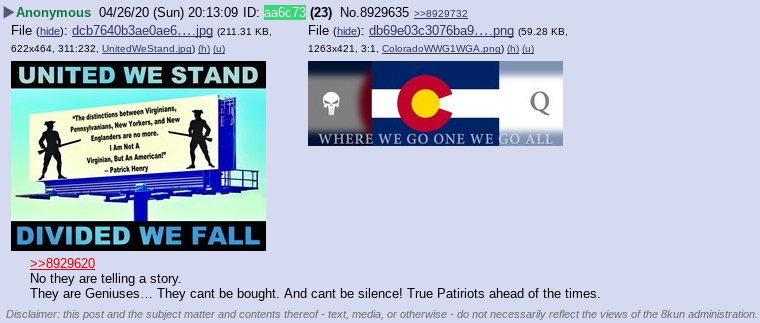 ▶Anonymous 04/26/20 (Sun) 20:13:09 ID: aa6c73 (23) No.8929635 >>8929732
File (hide): dcb7640b3ae0ae6….jpg (211.31 KB, 622x464, 311:232, UnitedWeStand.jpg) (h) (u)
File (hide): db69e03c3076ba9….png (59.28 KB, 1263x421, 3:1, ColoradoWWG1WGA.png) (h) (u)
UNITED WE STAND
"The distinctions between Virginians,
Pennsylvanians, New Yorkers, and New
Englanders are no more.
I Am Not A
Virginian, But An American!"
– Patrick Henry
DIVIDED WE FALL
Q
WHERE WE GO ONE WE GO ALL
>>8929620
No they are telling a story.
They are Geniuses… They cant be bought. And cant be silence! True Patiriots ahead of the times.
Disclaimer: this post and the subject matter and contents thereof - text, media, or otherwise - do not necessarily reflect the views of the 8kun administration.